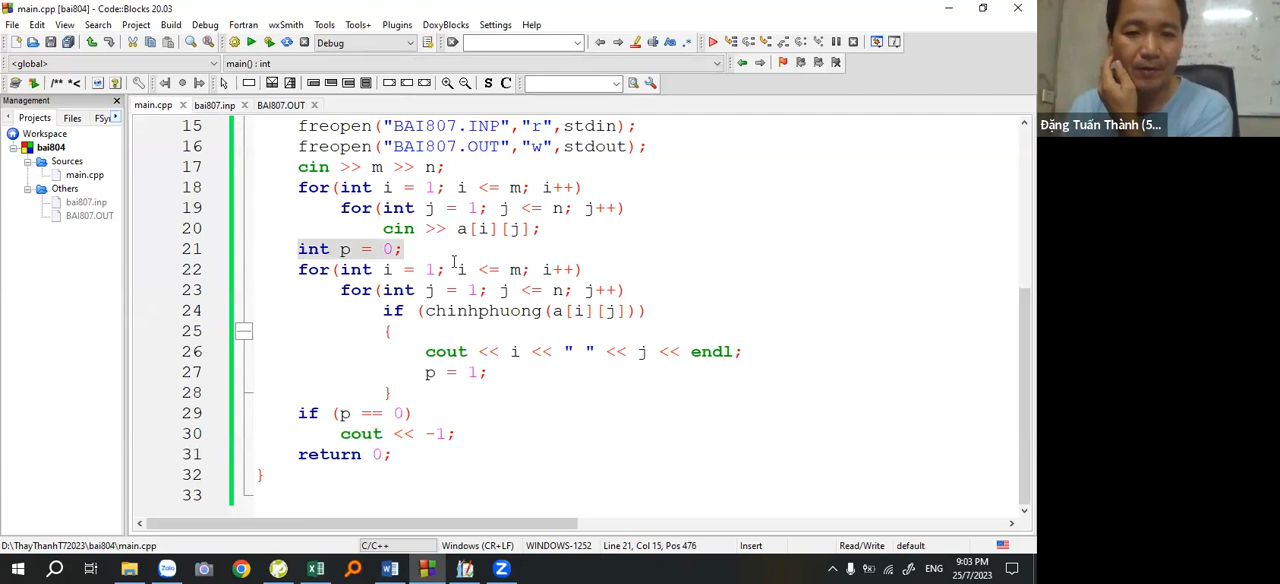 main.cpp [bai804] - Code::Blocks 20.03
File Edit View Search Project Build Debug Fortran wxSmith Tools Tools+ Plugins DoxyBlocks Settings Help
Debug
<global> main() : int
/** *< S C
Management
main.cpp bai807.inp BAI807.OUT
Projects Files FSy
Workspace
bai804
Sources
main.cpp
Others
bai807.inp
BAI807.OUT
15 freopen("BAI807.INP","r",stdin);
16 freopen("BAI807.OUT","w",stdout);
17 cin >> m >> n;
18 for(int i = 1; i <= m; i++)
19 for(int j = 1; j <= n; j++)
20 cin >> a[i][j];
21 int p = 0;
22 for(int i = 1; i <= m; i++)
23 for(int j = 1; j <= n; j++)
24 if (chinhphuong(a[i][j]))
25 {
26 cout << i << " " << j << endl;
27 p = 1;
28 }
29 if (p == 0)
30 cout << -1;
31 return 0;
32 }
33
D:\ThayThanhT72023\bai804\main.cpp C/C++ Windows (CR+LF) WINDOWS-1252 Line 21, Col 15, Pos 476 Insert Read/Write default
Zalo ENG 9:03 PM
25/7/2023
Đặng Tuấn Thành (5...